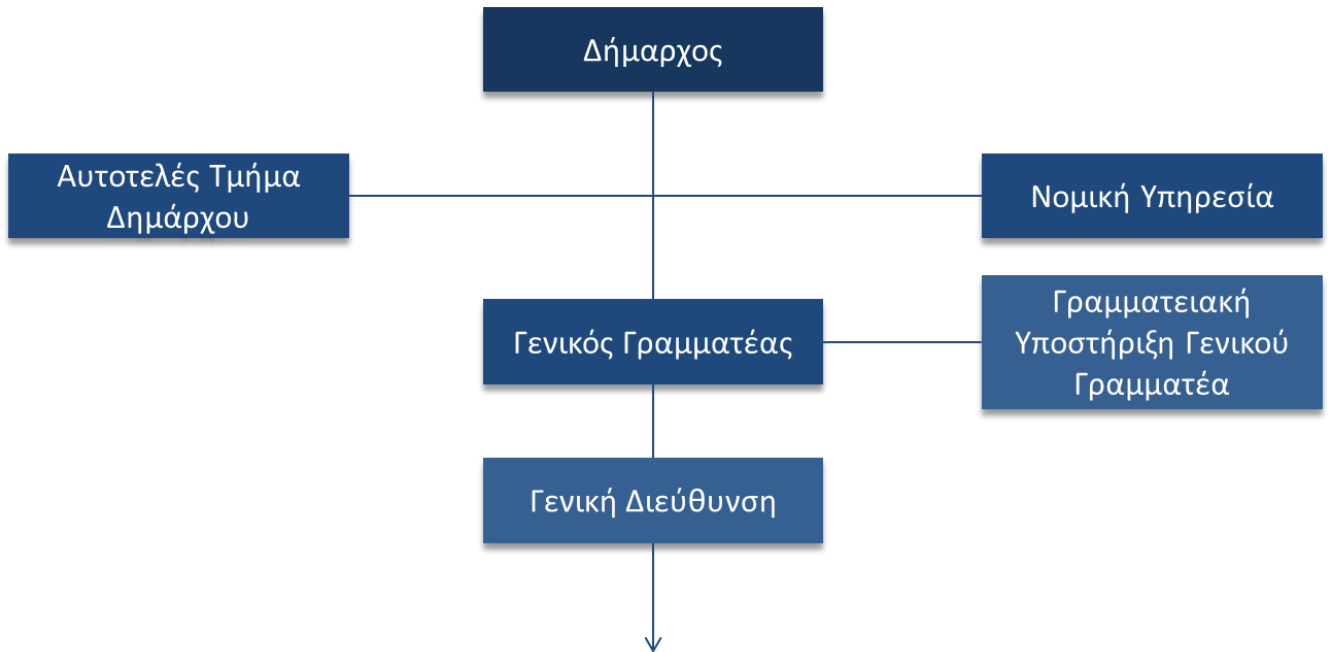 Δήμαρχος
Αυτοτελές Τμήμα
Δημάρχου
Νομική Υπηρεσία
Γενικός Γραμματέας
Γραμματειακή
Υποστήριξη Γενικού
Γραμματέα
Γενική Διεύθυνση